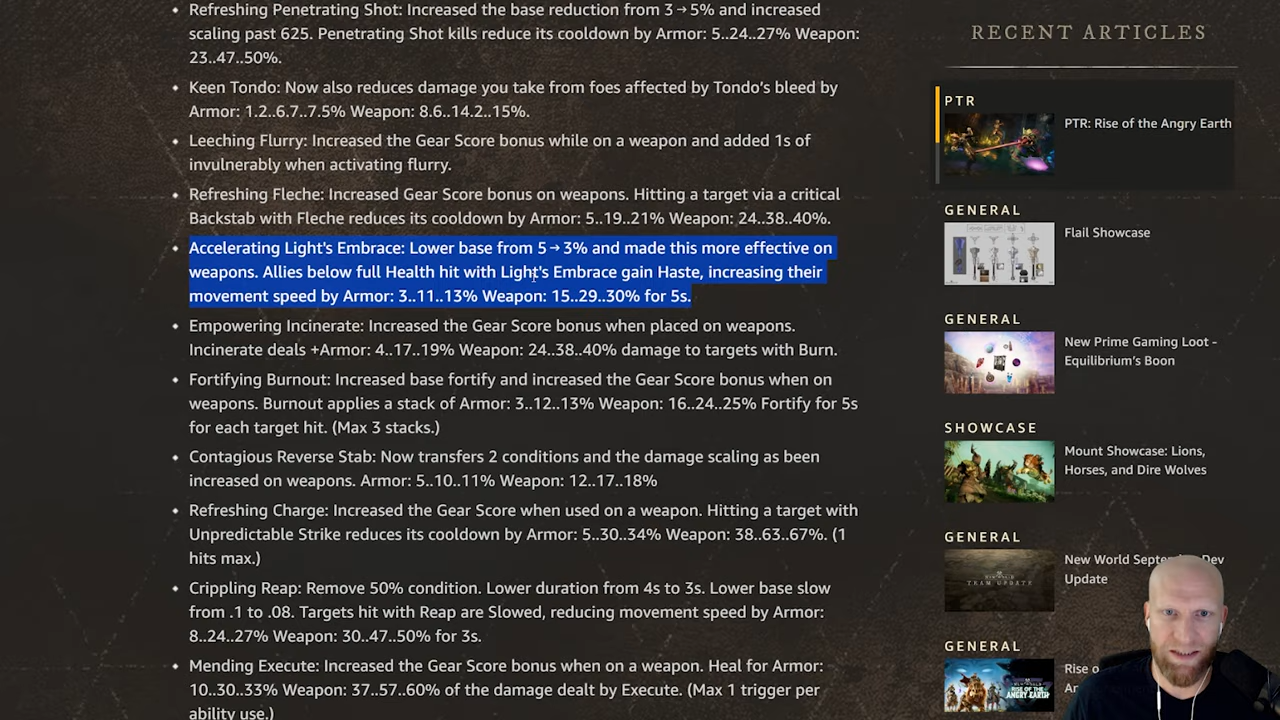 Refreshing Penetrating Shot: Increased the base reduction from 3→5% and increased
scaling past 625. Penetrating Shot kills reduce its cooldown by Armor: 5..24..27% Weapon:
23..47..50%.
Keen Tondo: Now also reduces damage you take from foes affected by Tondo's bleed by
Armor: 1.2..6.7..7.5% Weapon: 8.6..14.2..15%.
Leeching Flurry: Increased the Gear Score bonus while on a weapon and added 1s of
invulnerably when activating flurry.
Refreshing Fleche: Increased Gear Score bonus on weapons. Hitting a target via a critical
Backstab with Fleche reduces its cooldown by Armor: 5..19..21% Weapon: 24..38..40%.
Accelerating Light's Embrace: Lower base from 5→3% and made this more effective on
weapons. Allies below full Health hit with Light's Embrace gain Haste, increasing their
movement speed by Armor: 3..11..13% Weapon: 15..29..30% for 5s.
Empowering Incinerate: Increased the Gear Score bonus when placed on weapons.
Incinerate deals +Armor: 4..17..19% Weapon: 24..38..40% damage to targets with Burn.
Fortifying Burnout: Increased base fortify and increased the Gear Score bonus when on
weapons. Burnout applies a stack of Armor: 3..12..13% Weapon: 16..24..25% Fortify for 5s
for each target hit. (Max 3 stacks.)
Contagious Reverse Stab: Now transfers 2 conditions and the damage scaling as been
increased on weapons. Armor: 5..10..11% Weapon: 12..17..18%
Refreshing Charge: Increased the Gear Score when used on a weapon. Hitting a target with
Unpredictable Strike reduces its cooldown by Armor: 5..30..34% Weapon: 38..63..67%. (1
hits max.)
Crippling Reap: Remove 50% condition. Lower duration from 4s to 3s. Lower base slow
from .1 to .08. Targets hit with Reap are Slowed, reducing movement speed by Armor:
8..24..27% Weapon: 30..47..50% for 3s.
Mending Execute: Increased the Gear Score bonus when on a weapon. Heal for Armor:
10..30..33% Weapon: 37..57..60% of the damage dealt by Execute. (Max 1 trigger per
ability use.)
RECENT ARTICLES
PTR
PTR: Rise of the Angry Earth
GENERAL
Flail Showcase
GENERAL
New Prime Gaming Loot -
Equilibrium's Boon
SHOWCASE
Mount Showcase: Lions,
Horses, and Dire Wolves
GENERAL
New World Dev
Update
TEAM UPDATE
GENERAL
Rise
RISE OF THE
ANGRY EARTH